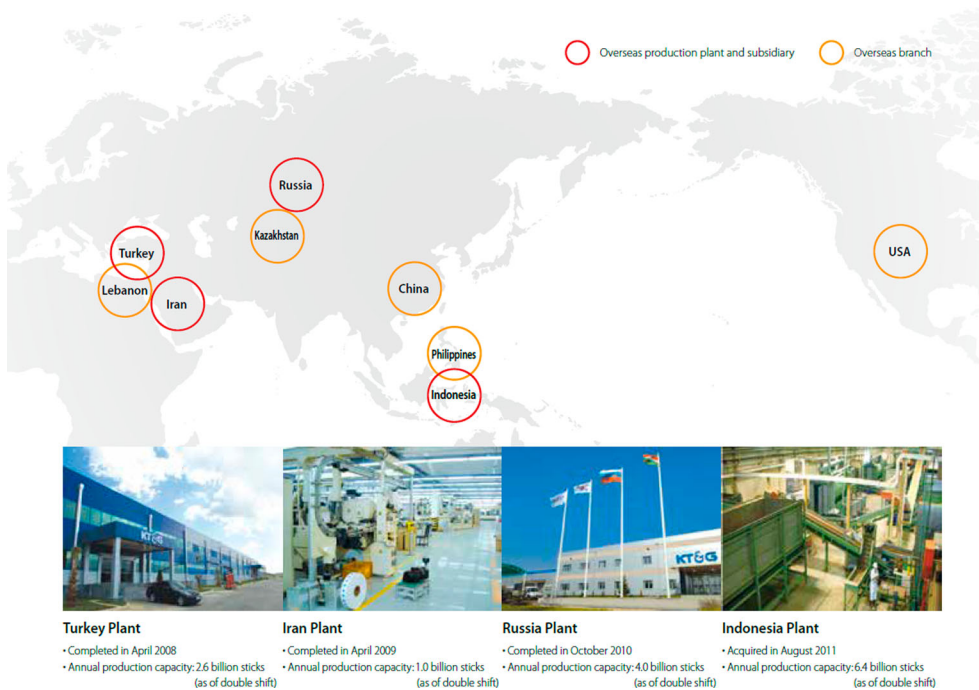 Overseas production plant and subsidiary
Overseas branch
Russia
Kazakhstan
Turkey
USA
Lebanon
China
Iran
Philippines
Indonesia
KT&G
KT&G
Turkey Plant
• Completed in April 2008
• Annual production capacity: 2.6 billion sticks
(as of double shift)
Iran Plant
• Completed in April 2009
• Annual production capacity: 1.0 billion sticks
(as of double shift)
Russia Plant
• Completed in October 2010
• Annual production capacity: 4.0 billion sticks
(as of double shift)
Indonesia Plant
• Acquired in August 2011
• Annual production capacity: 6.4 billion sticks
(as of double shift)